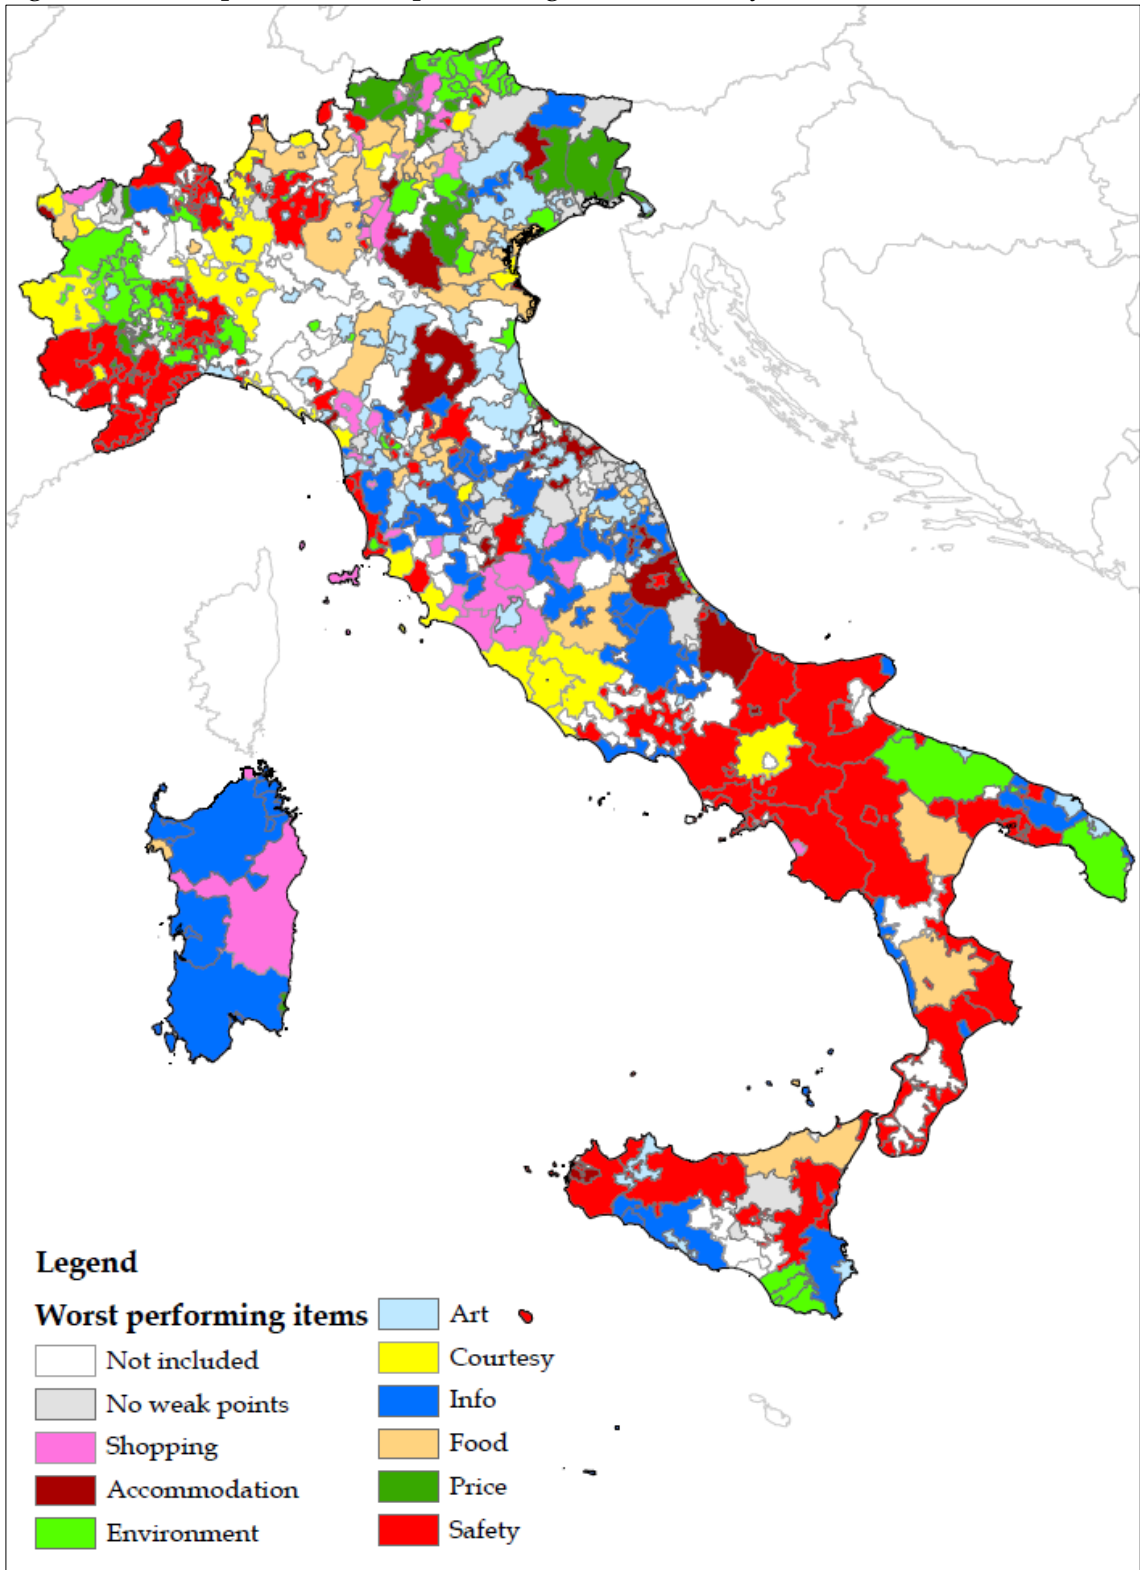 Legend
Worst performing items
Not included
No weak points
Shopping
Accommodation
Environment
Art
Courtesy
Info
Food
Price
Safety